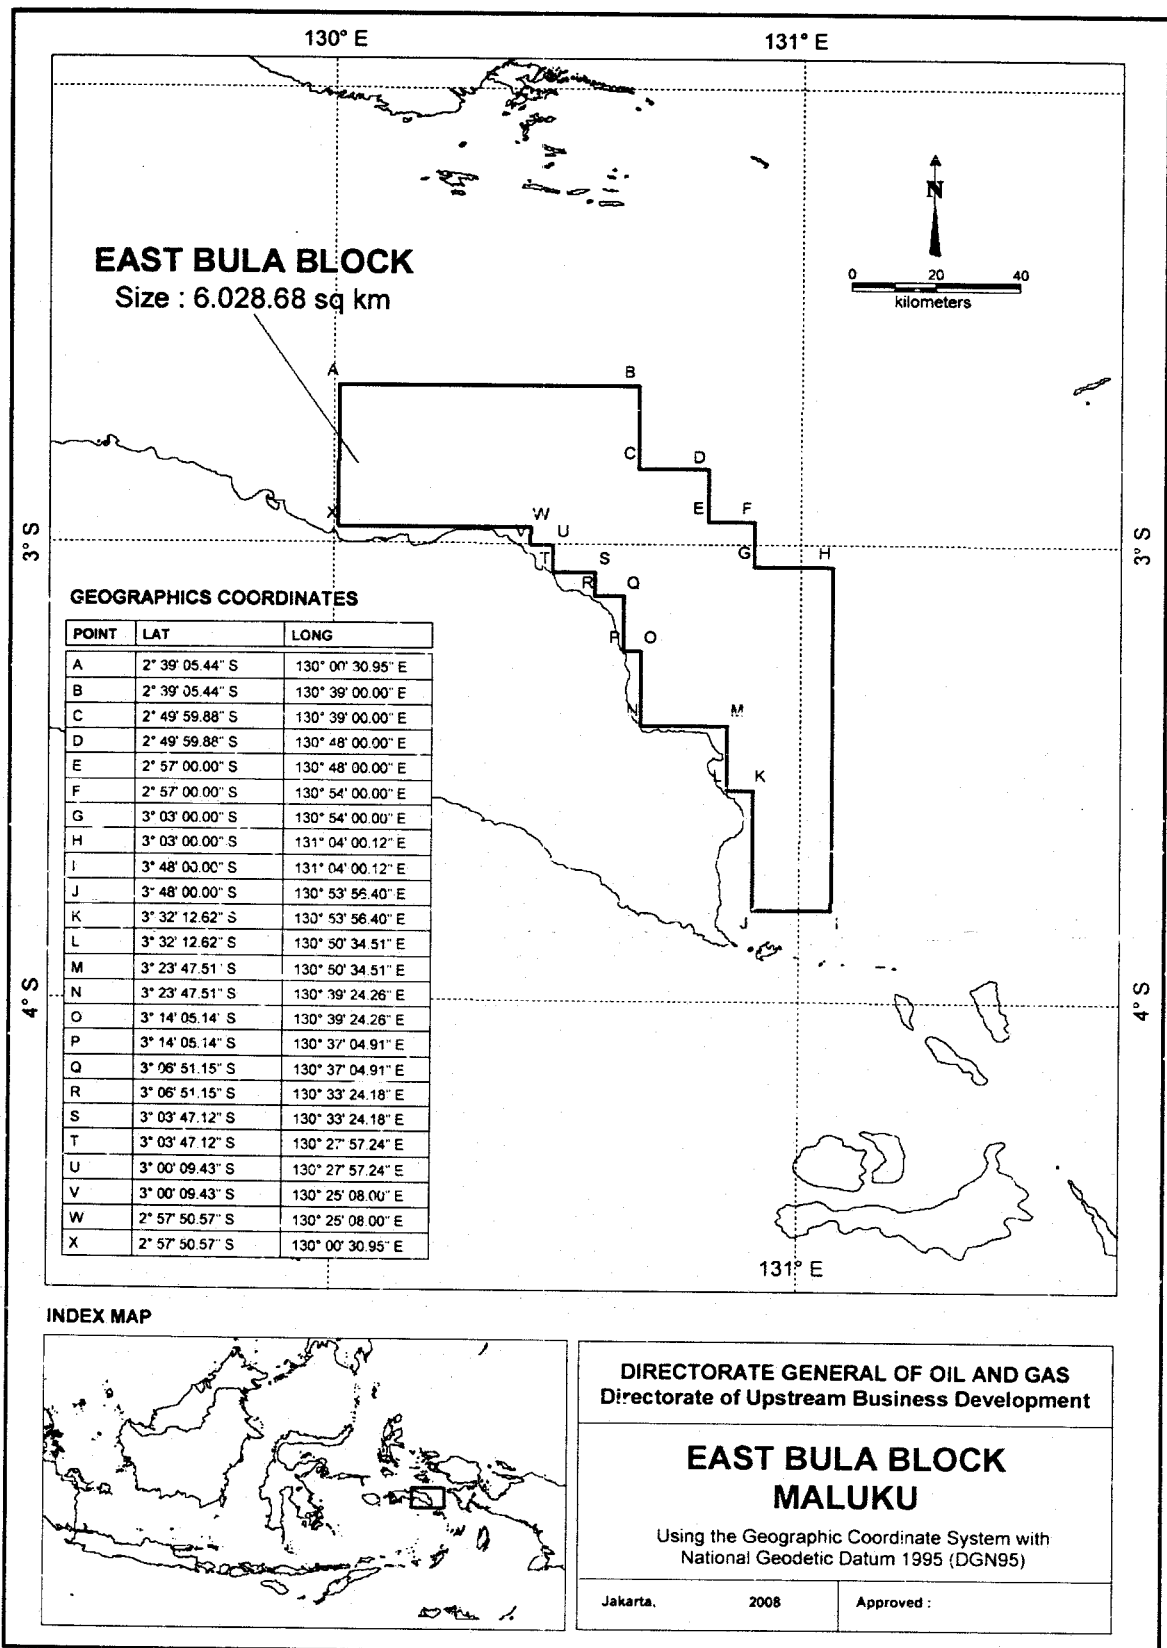 130° E
131° E
N
EAST BULA BLOCK
Size : 6.028.68 sq km
0 20 40
kilometers
A
B
C
D
E
F
G
H
X
W
V
U
T
S
R
Q
P
O
N
M
L
K
J
I
3° S
3° S
4° S
4° S
131° E
GEOGRAPHICS COORDINATES
POINT LAT LONG
A 2° 39' 05.44" S 130° 00' 30.95" E
B 2° 39' 05.44" S 130° 39' 00.00" E
C 2° 49' 59.88" S 130° 39' 00.00" E
D 2° 49' 59.88" S 130° 48' 00.00" E
E 2° 57' 00.00" S 130° 48' 00.00" E
F 2° 57' 00.00" S 130° 54' 00.00" E
G 3° 03' 00.00" S 130° 54' 00.00" E
H 3° 03' 00.00" S 131° 04' 00.12" E
I 3° 48' 00.00" S 131° 04' 00.12" E
J 3° 48' 00.00" S 130° 53' 56.40" E
K 3° 32' 12.62" S 130° 53' 56.40" E
L 3° 32' 12.62" S 130° 50' 34.51" E
M 3° 23' 47.51" S 130° 50' 34.51" E
N 3° 23' 47.51" S 130° 39' 24.26" E
O 3° 14' 05.14" S 130° 39' 24.26" E
P 3° 14' 05.14" S 130° 37' 04.91" E
Q 3° 06' 51.15" S 130° 37' 04.91" E
R 3° 06' 51.15" S 130° 33' 24.18" E
S 3° 03' 47.12" S 130° 33' 24.18" E
T 3° 03' 47.12" S 130° 27' 57.24" E
U 3° 00' 09.43" S 130° 27' 57.24" E
V 3° 00' 09.43" S 130° 25' 08.00" E
W 2° 57' 50.57" S 130° 25' 08.00" E
X 2° 57' 50.57" S 130° 00' 30.95" E
INDEX MAP
DIRECTORATE GENERAL OF OIL AND GAS
Directorate of Upstream Business Development
EAST BULA BLOCK
MALUKU
Using the Geographic Coordinate System with
National Geodetic Datum 1995 (DGN95)
Jakarta, 2008 Approved :